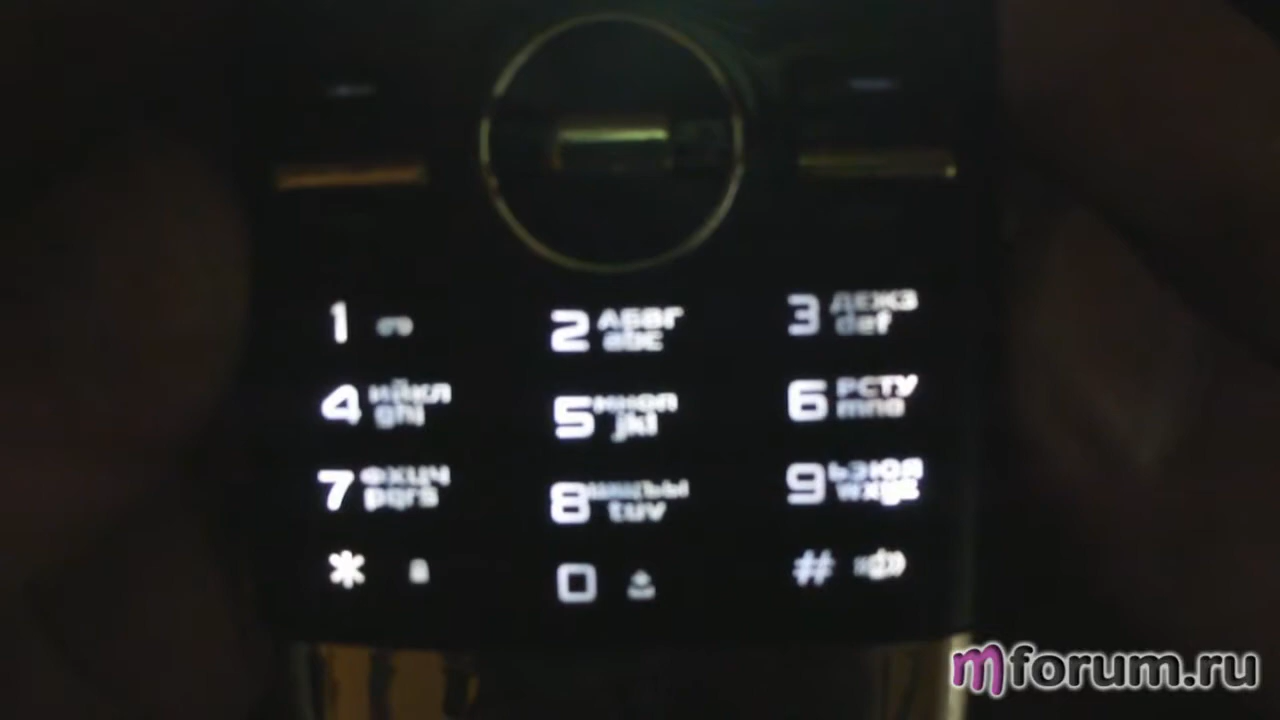 1
2 АБВГ
abc
3 ДЕЖЗ
def
4 ИЙКЛ
ghi
5 МНОП
jkl
6 РСТУ
mno
7 ФХЦЧ
pqrs
8 ШЩЪЫ
tuv
9 ЬЭЮЯ
wxyz
*
0
#
mforum.ru